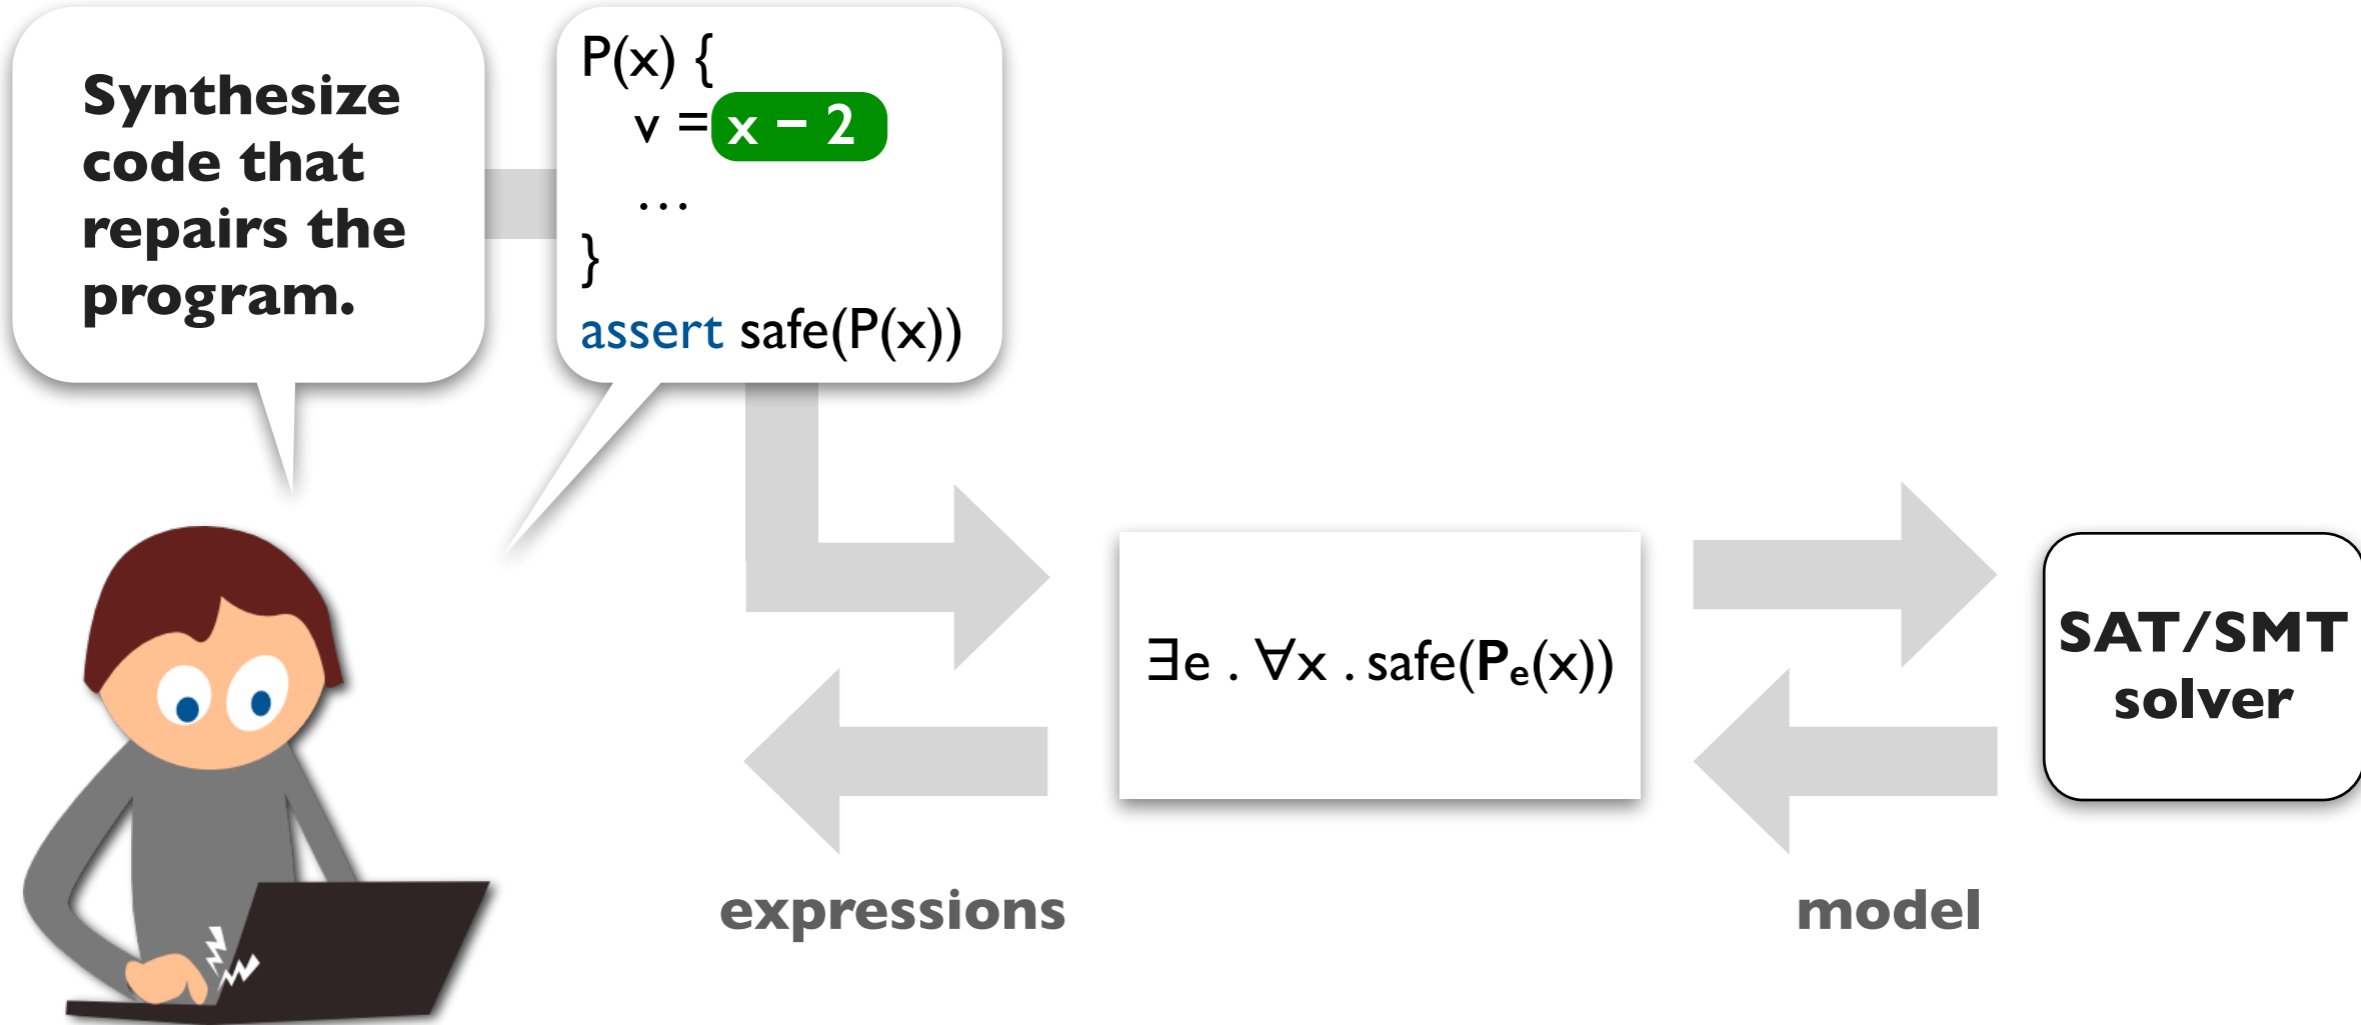 Synthesize
code that
repairs the
program.
P(x) {
v = x − 2
…
}
assert safe(P(x))
∃e . ∀x . safe(Pₑ(x))
SAT/SMT
solver
expressions
model